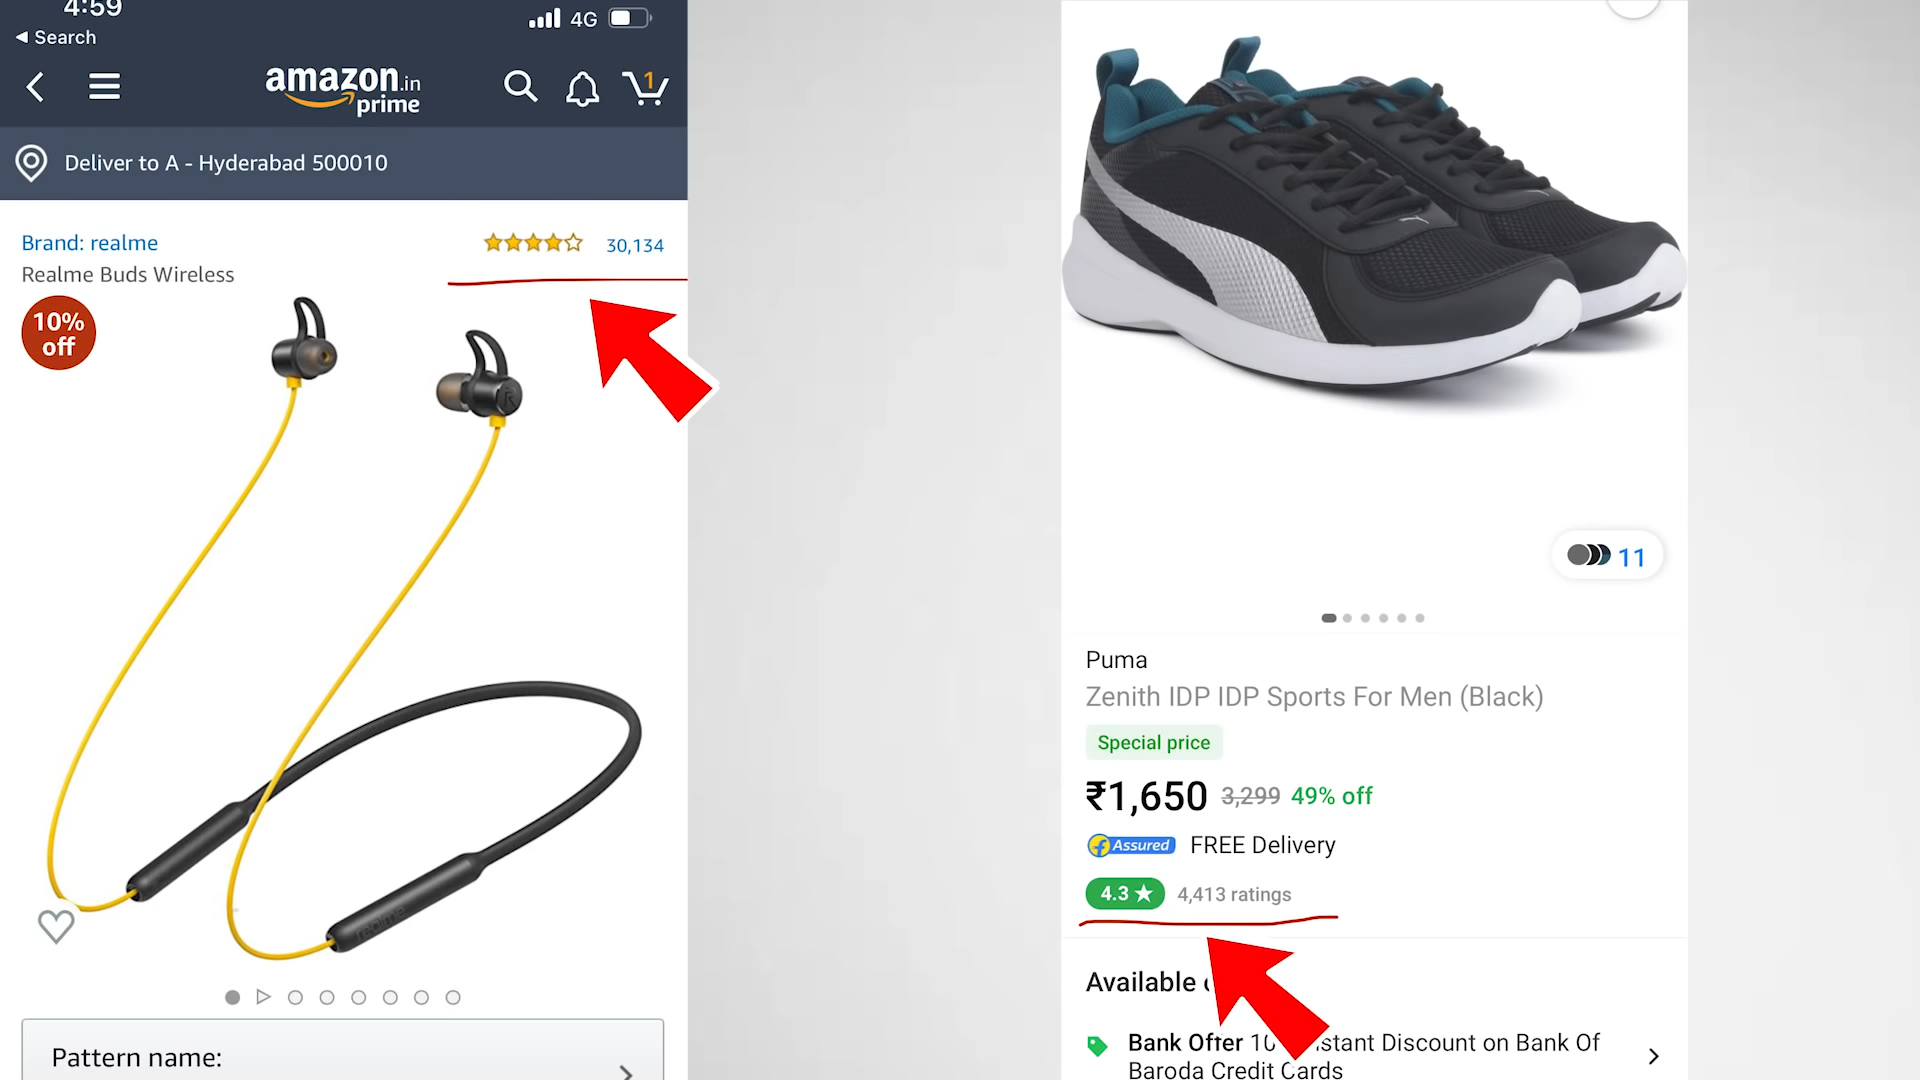 4:59
4G
Search
amazon.in
prime
1
Deliver to A - Hyderabad 500010
Brand: realme
30,134
Realme Buds Wireless
10%
off
realme
Pattern name:
11
Puma
Zenith IDP IDP Sports For Men (Black)
Special price
₹1,650 3,299 49% off
Assured FREE Delivery
4.3 ★ 4,413 ratings
Available
Bank Offer 10 Discount on Bank Of
Baroda Credit Cards